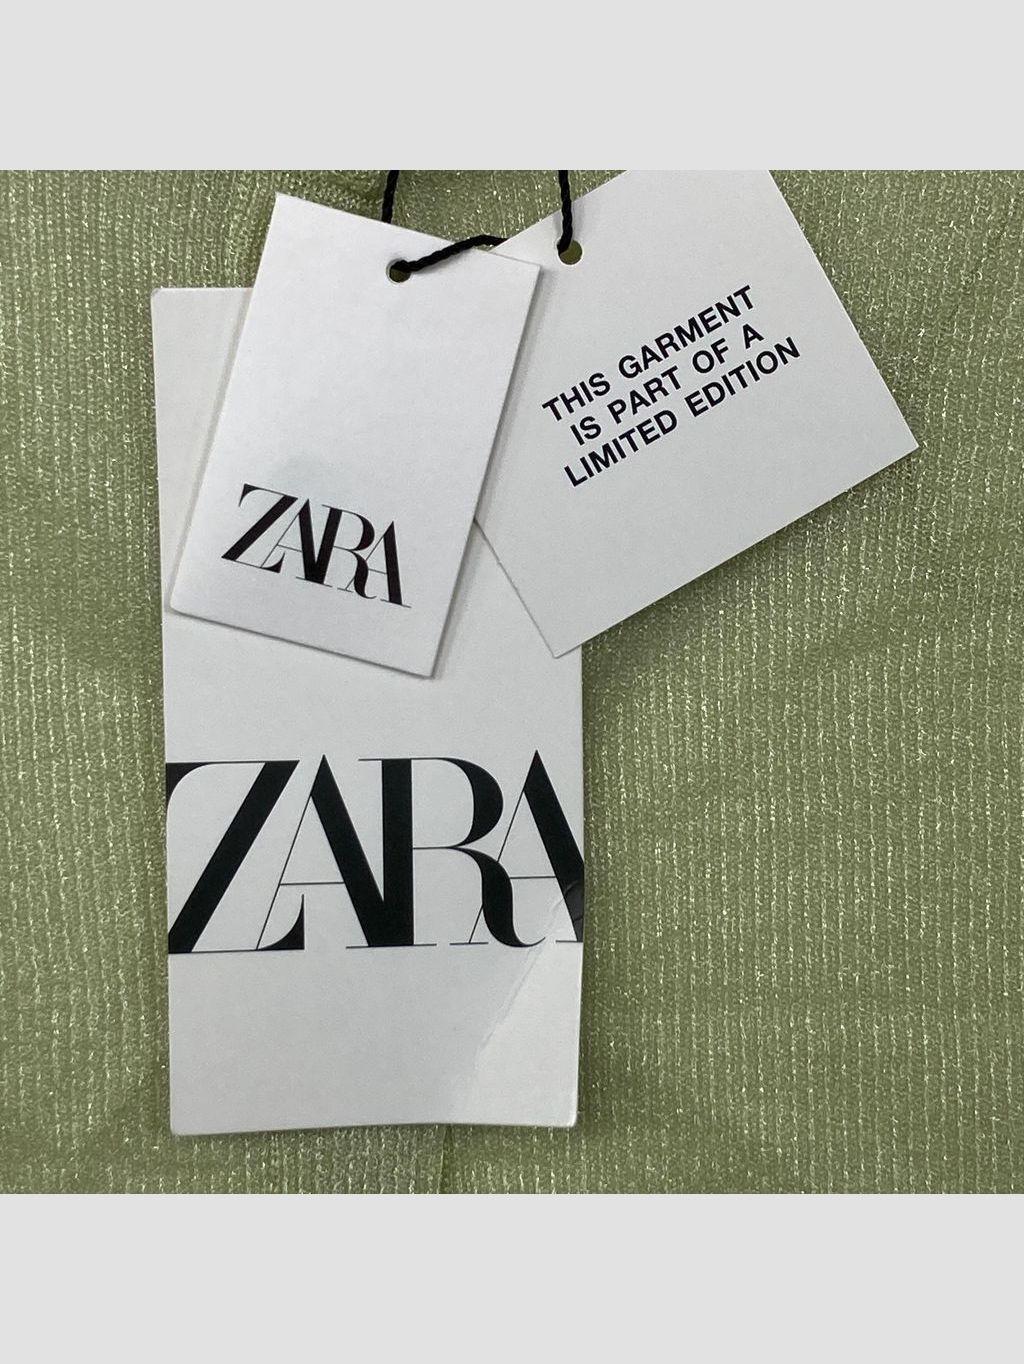 THIS GARMENT
IS PART OF A
LIMITED EDITION
ZARA
ZARA